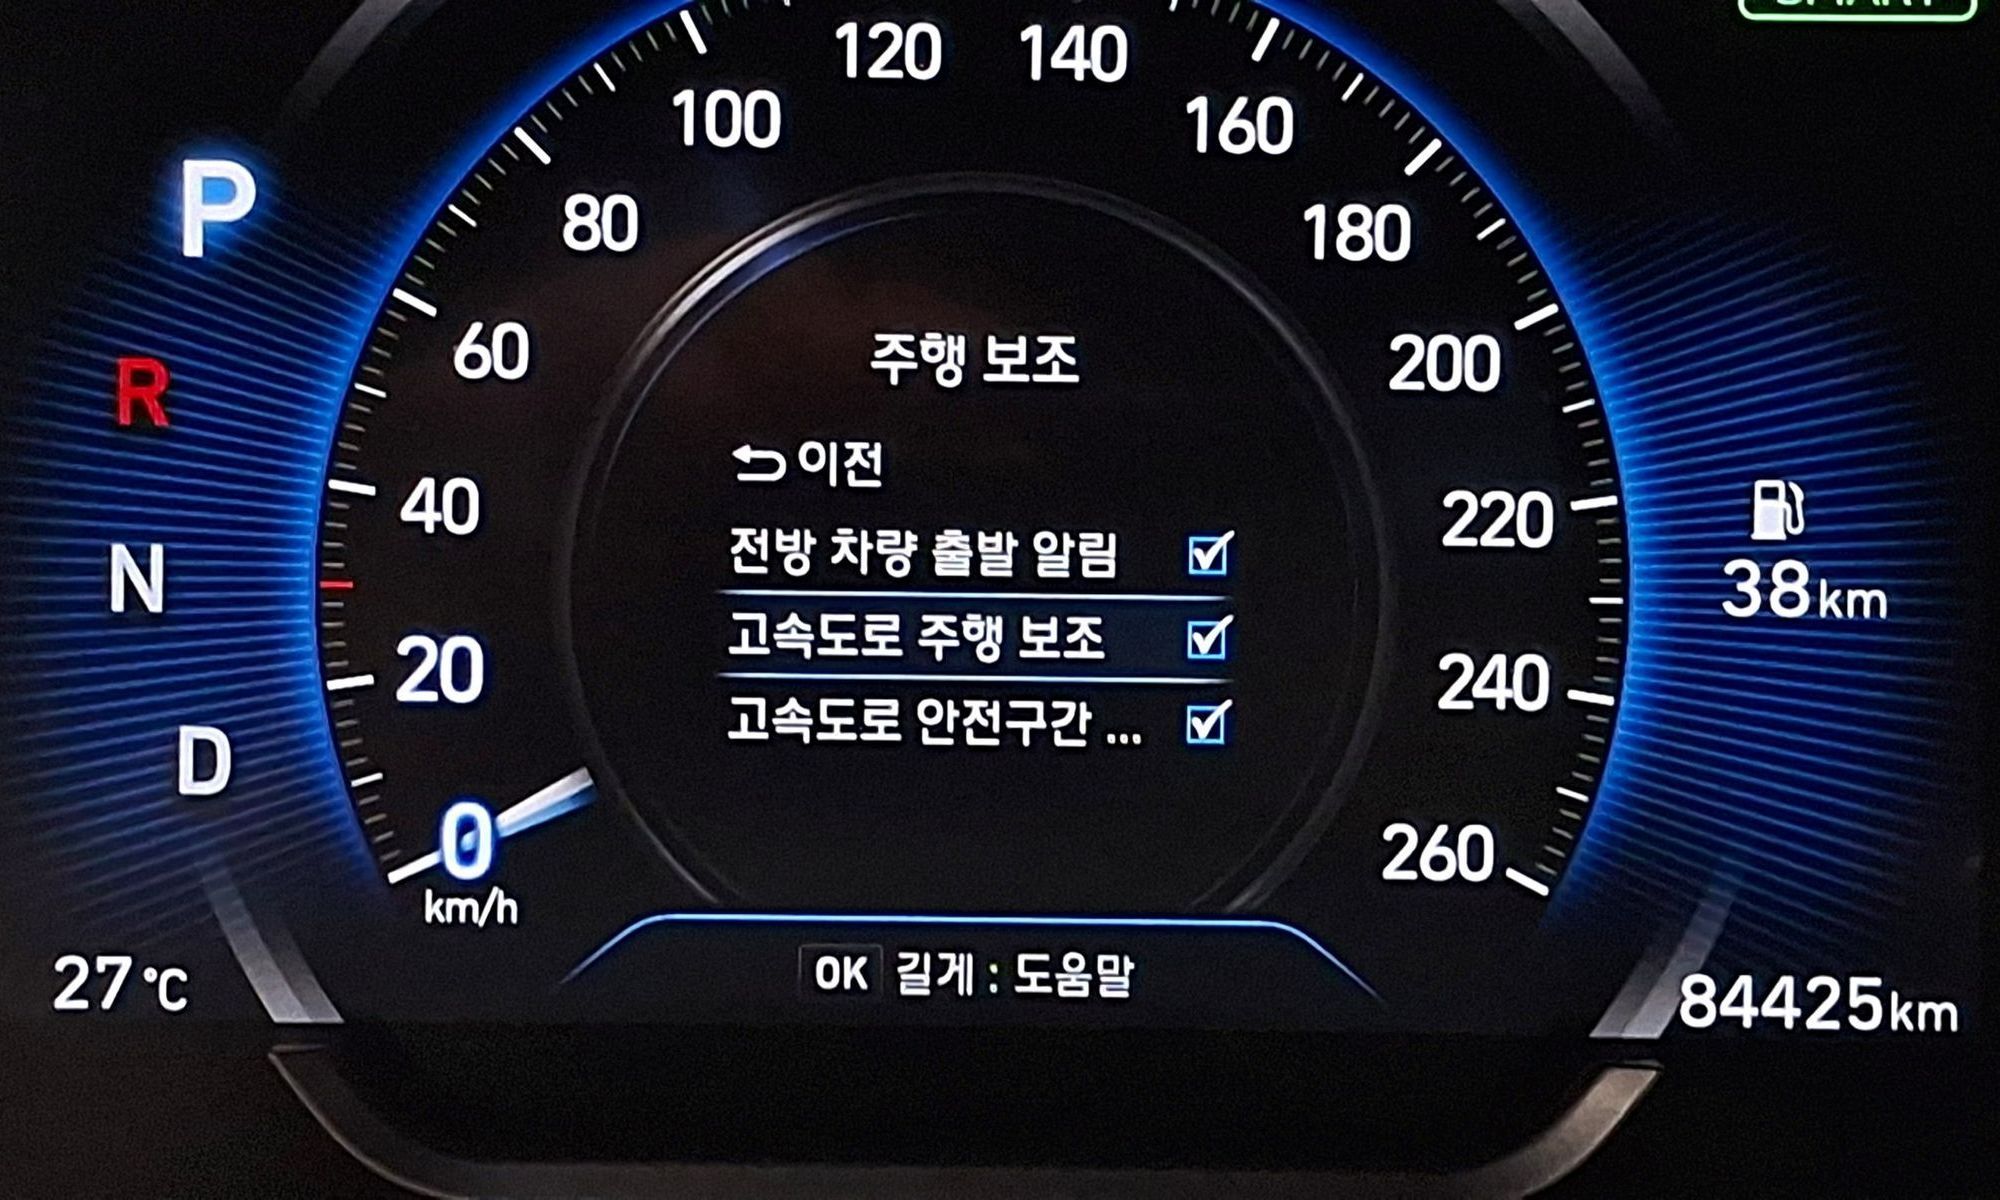 SMART
120
140
100
160
80
180
60
200
40
220
20
240
0
260
km/h
P
R
N
D
주행 보조
이전
전방 차량 출발 알림
고속도로 주행 보조
고속도로 안전구간 ...
OK 길게 : 도움말
38km
27 ℃
84425km